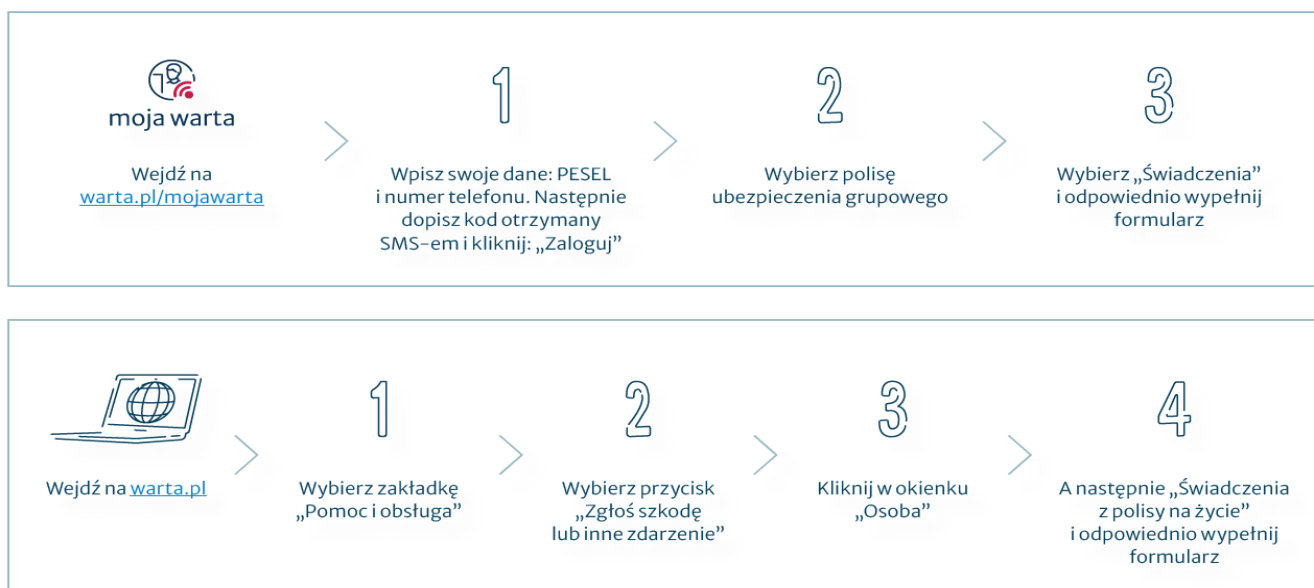 moja warta
Wejdź na
warta.pl/mojawarta
1
Wpisz swoje dane: PESEL
i numer telefonu. Następnie
dopisz kod otrzymany
SMS-em i kliknij: „Zaloguj”
2
Wybierz polisę
ubezpieczenia grupowego
3
Wybierz „Świadczenia”
i odpowiednio wypełnij
formularz
Wejdź na warta.pl
1
Wybierz zakładkę
„Pomoc i obsługa”
2
Wybierz przycisk
„Zgłoś szkodę
lub inne zdarzenie”
3
Kliknij w okienku
„Osoba”
4
A następnie „Świadczenia
z polisy na życie”
i odpowiednio wypełnij
formularz